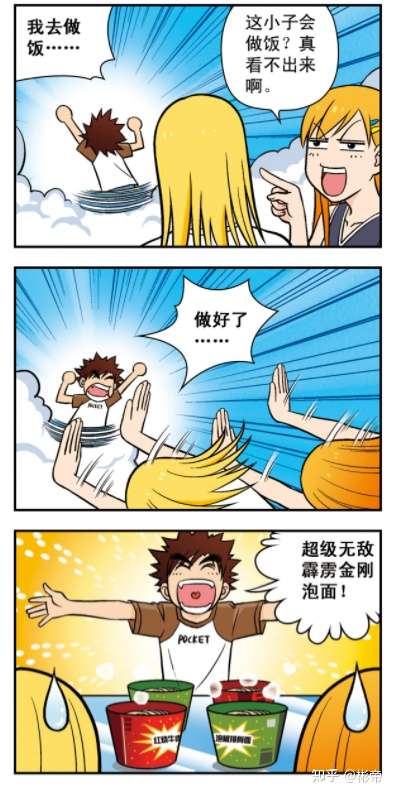 我去做
饭……
这小子会
做饭？真
看不出来
啊。
做好了
……
POCKET
超级无敌
霹雳金刚
泡面！
POCKET
红烧牛肉
泡椒排骨面
知乎 @彬帝